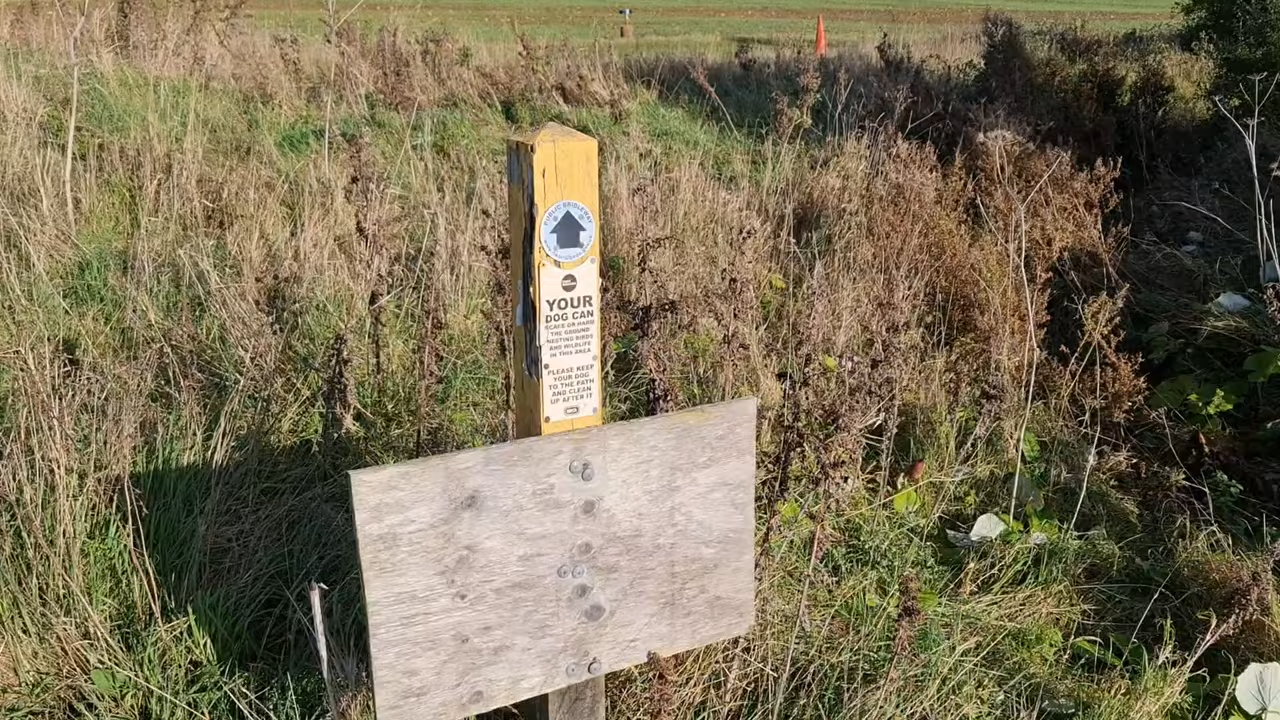 PUBLIC BRIDLEWAY
YOUR
DOG CAN
SCARE OR HARM
THE GROUND
NESTING BIRDS
AND WILDLIFE
IN THIS AREA
PLEASE KEEP
YOUR DOG
TO THE PATH
AND CLEAN
UP AFTER IT